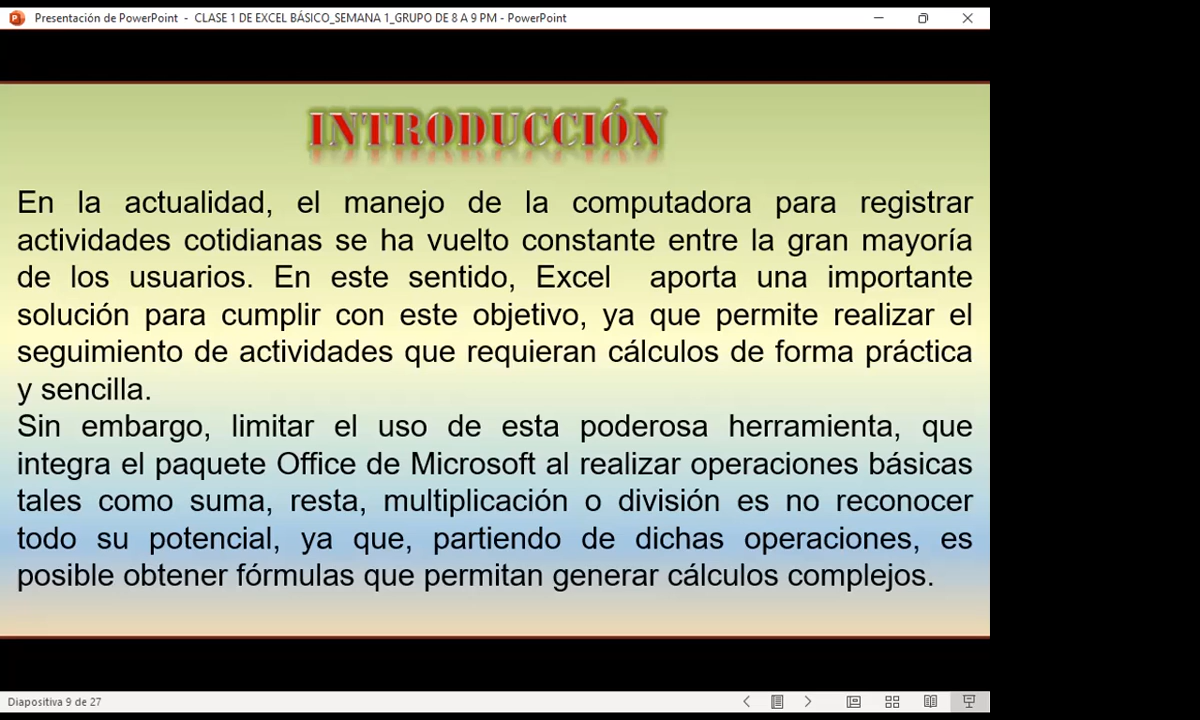 Presentación de PowerPoint - CLASE 1 DE EXCEL BÁSICO_SEMANA 1_GRUPO DE 8 A 9 PM - PowerPoint
INTRODUCCIÓN
En la actualidad, el manejo de la computadora para registrar
actividades cotidianas se ha vuelto constante entre la gran mayoría
de los usuarios. En este sentido, Excel aporta una importante
solución para cumplir con este objetivo, ya que permite realizar el
seguimiento de actividades que requieran cálculos de forma práctica
y sencilla.
Sin embargo, limitar el uso de esta poderosa herramienta, que
integra el paquete Office de Microsoft al realizar operaciones básicas
tales como suma, resta, multiplicación o división es no reconocer
todo su potencial, ya que, partiendo de dichas operaciones, es
posible obtener fórmulas que permitan generar cálculos complejos.
Diapositiva 9 de 27